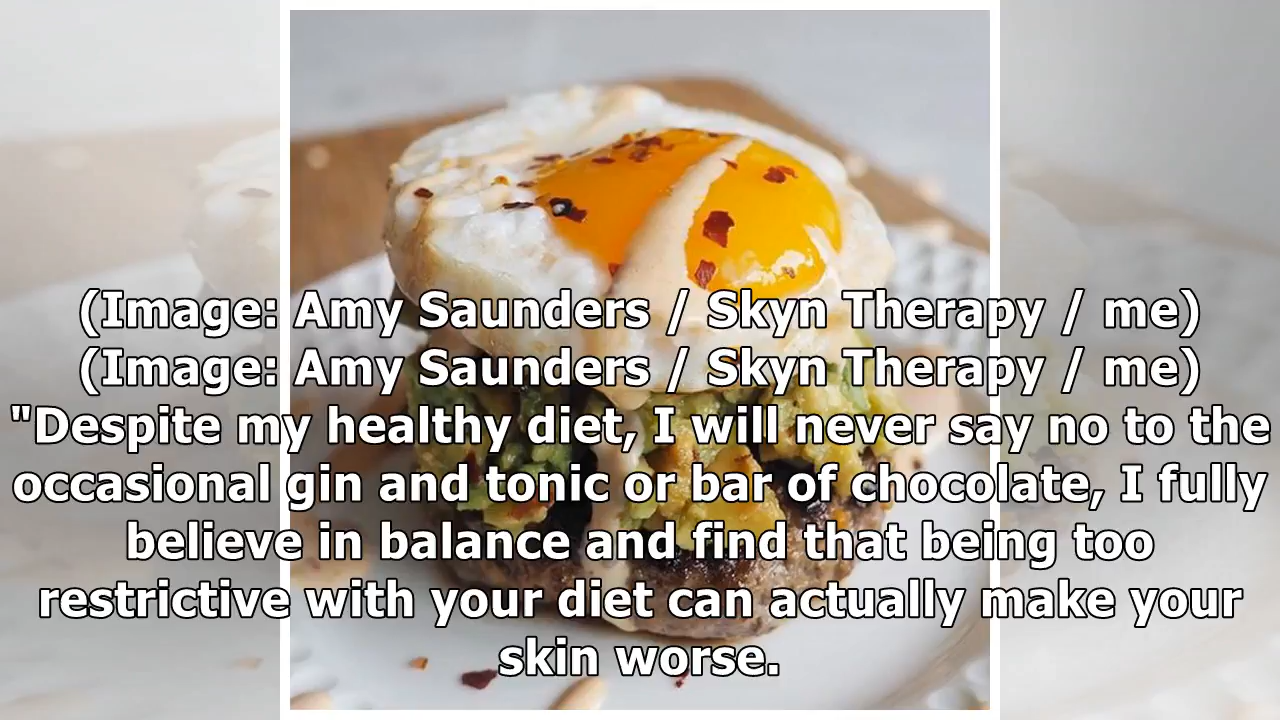 (Image: Amy Saunders / Skyn Therapy / me)
(Image: Amy Saunders / Skyn Therapy / me)
"Despite my healthy diet, I will never say no to the
occasional gin and tonic or bar of chocolate, I fully
believe in balance and find that being too
restrictive with your diet can actually make your
skin worse.